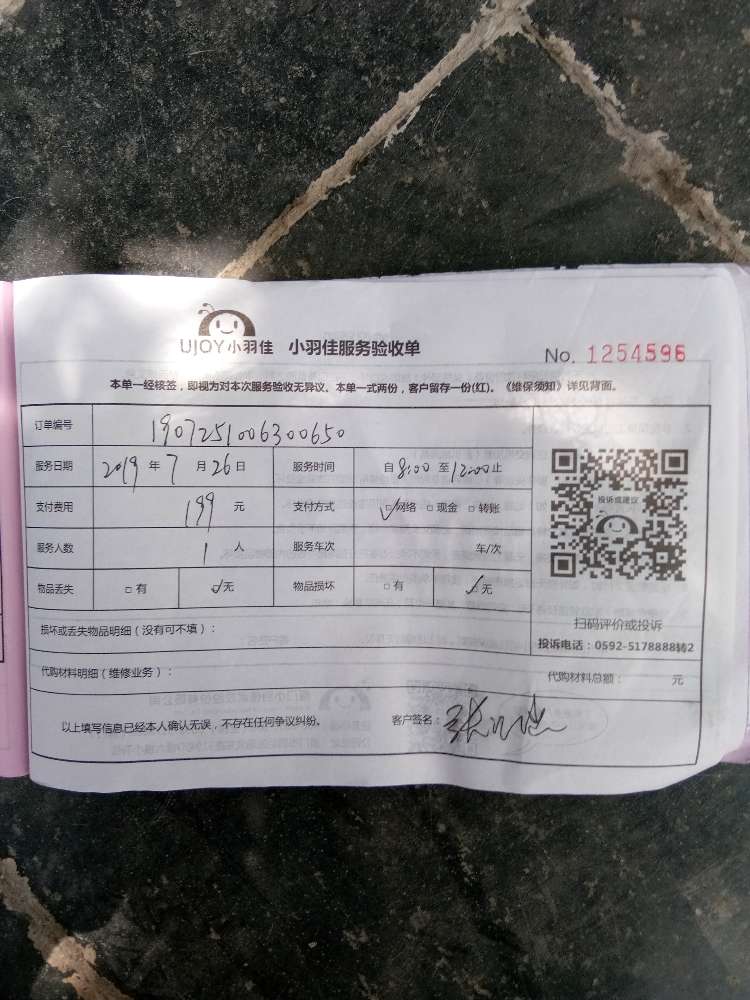 UJOY小羽佳 小羽佳服务验收单
No. 1254596
本单一经核签，即视为对本次服务验收无异议。本单一式两份，客户留存一份(红)。《维保须知》详见背面。
订单编号 1907251006300650
服务日期 2019 年 7 月 26 日 服务时间 自 8:00 至 12:00 止
支付费用 199 元 支付方式 ☑网络 □现金 □转账
服务人数 1 人 服务车次 车/次
物品丢失 □有 ☑无 物品损坏 □有 ☑无
投诉或建议
扫码评价或投诉
投诉电话：0592-5178888转2
损坏或丢失物品明细（没有可不填）：
代购材料明细（维修业务）：
代购材料总额： 元
以上填写信息已经本人确认无误，不存在任何争议纠纷。 客户签名：